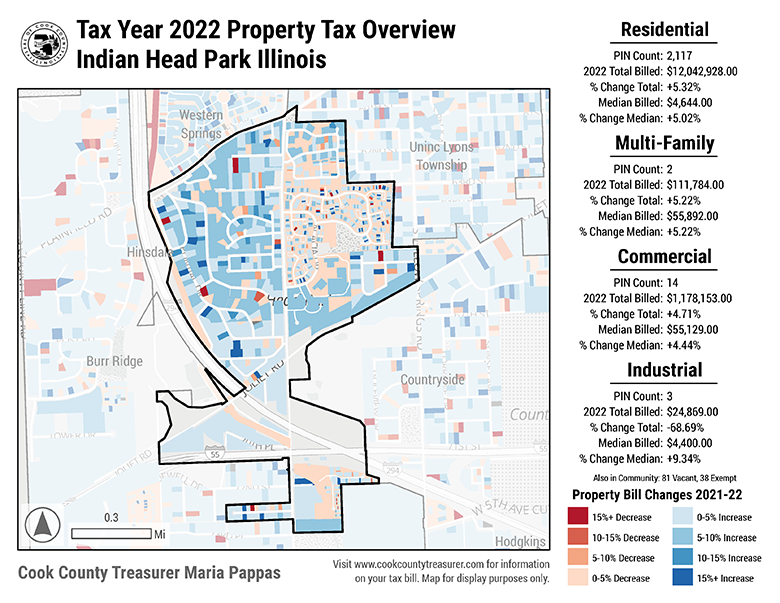 Tax Year 2022 Property Tax Overview
Indian Head Park Illinois
Western
Springs
Uninc Lyons
Township
Hinsdale
Burr Ridge
JOLIET RD
Countryside
Count
55
55
294
W 5TH AVE CU
JOLIET RD
Hodgkins
0.3
Mi
Cook County Treasurer Maria Pappas
Visit www.cookcountytreasurer.com for information
on your tax bill. Map for display purposes only.
Residential
PIN Count: 2,117
2022 Total Billed: $12,042,928.00
% Change Total: +5.32%
Median Billed: $4,644.00
% Change Median: +5.02%
Multi-Family
PIN Count: 2
2022 Total Billed: $111,784.00
% Change Total: +5.22%
Median Billed: $55,892.00
% Change Median: +5.22%
Commercial
PIN Count: 14
2022 Total Billed: $1,178,153.00
% Change Total: +4.71%
Median Billed: $55,129.00
% Change Median: +4.44%
Industrial
PIN Count: 3
2022 Total Billed: $24,869.00
% Change Total: -68.69%
Median Billed: $4,400.00
% Change Median: +9.34%
Also in Community: 81 Vacant, 38 Exempt
Property Bill Changes 2021-22
15%+ Decrease
10-15% Decrease
5-10% Decrease
0-5% Decrease
0-5% Increase
5-10% Increase
10-15% Increase
15%+ Increase